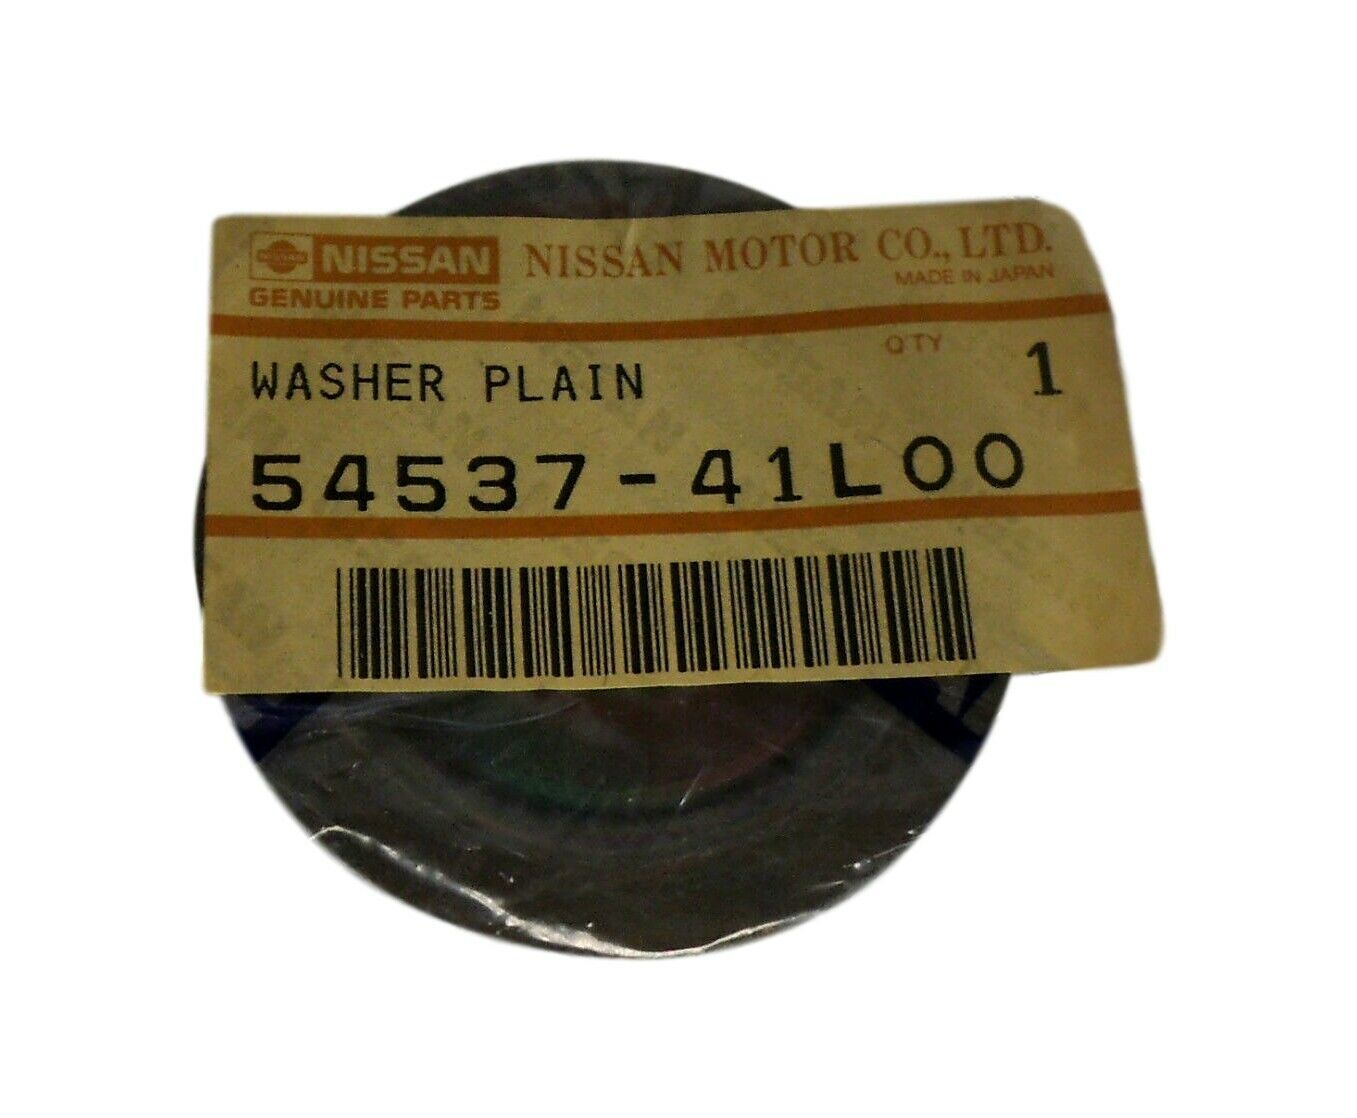 NISSAN
GENUINE PARTS
NISSAN MOTOR CO., LTD.
MADE IN JAPAN
QTY 1
WASHER PLAIN
54537-41L00